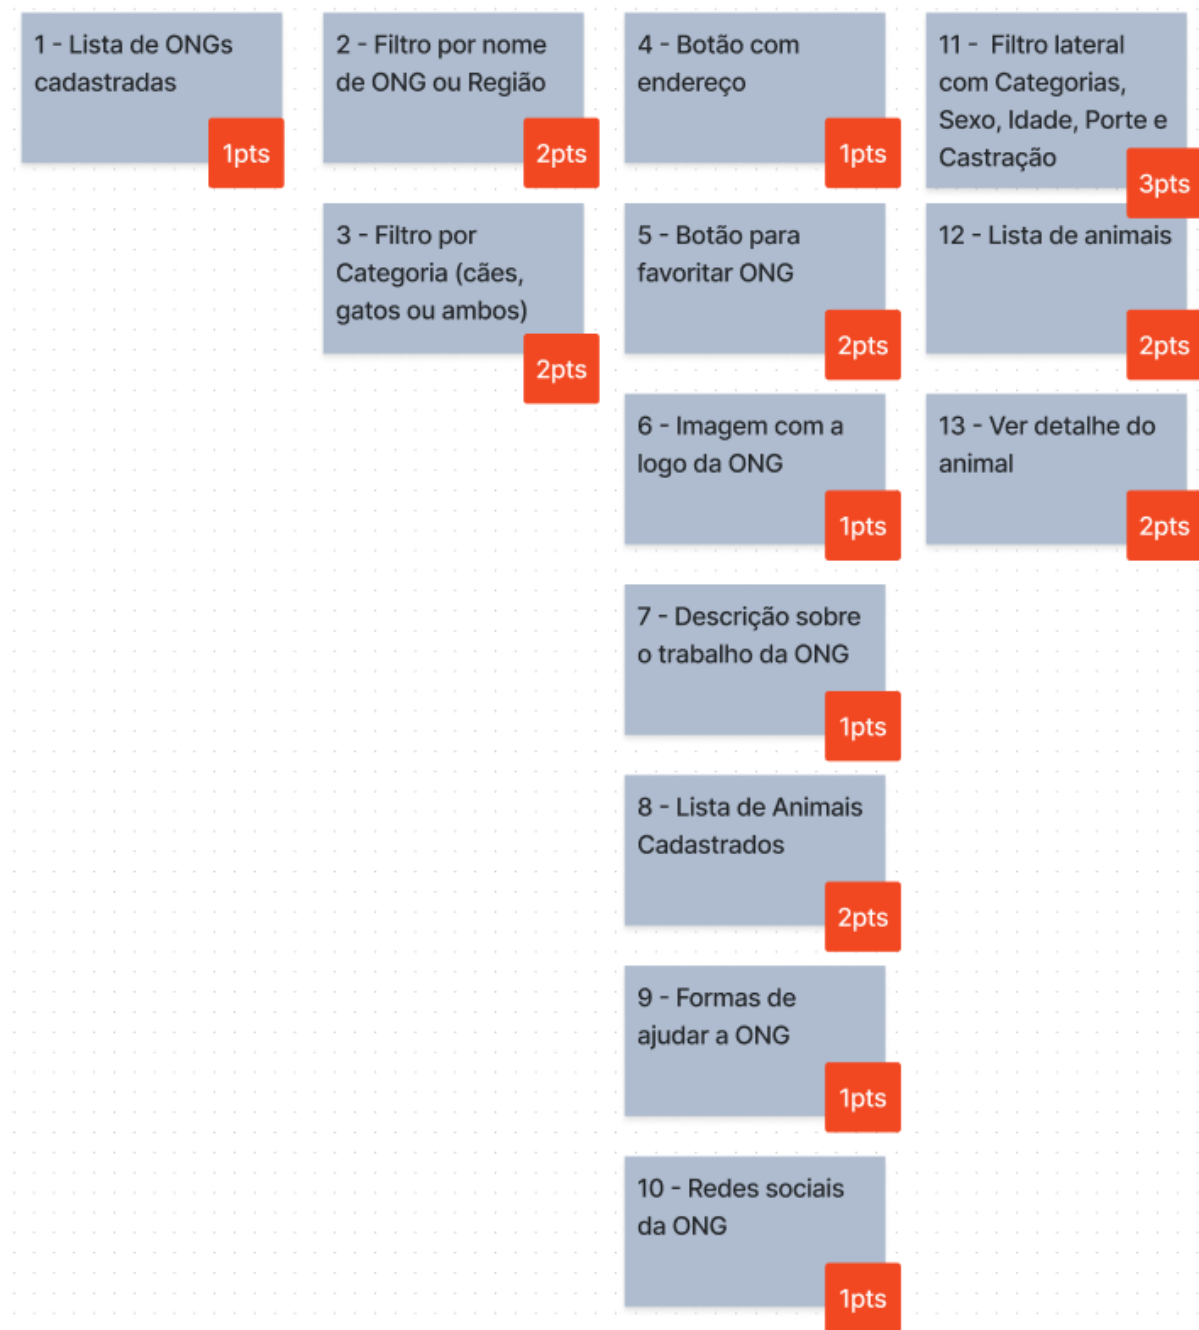 1 - Lista de ONGs
cadastradas
1pts
2 - Filtro por nome
de ONG ou Região
2pts
3 - Filtro por
Categoria (cães,
gatos ou ambos)
2pts
4 - Botão com
endereço
1pts
5 - Botão para
favoritar ONG
2pts
6 - Imagem com a
logo da ONG
1pts
7 - Descrição sobre
o trabalho da ONG
1pts
8 - Lista de Animais
Cadastrados
2pts
9 - Formas de
ajudar a ONG
1pts
10 - Redes sociais
da ONG
1pts
11 - Filtro lateral
com Categorias,
Sexo, Idade, Porte e
Castração
3pts
12 - Lista de animais
2pts
13 - Ver detalhe do
animal
2pts